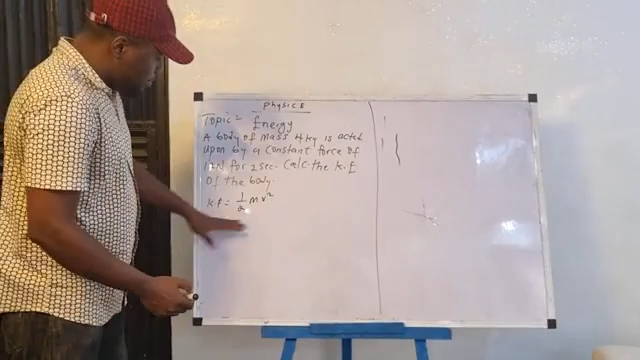 Physics
Topic = Energy
A body of mass 4kg is acted
upon by a constant force of
12N for 2sec. Calc. the K.E
of the body.
K.E = 1/2 mv²